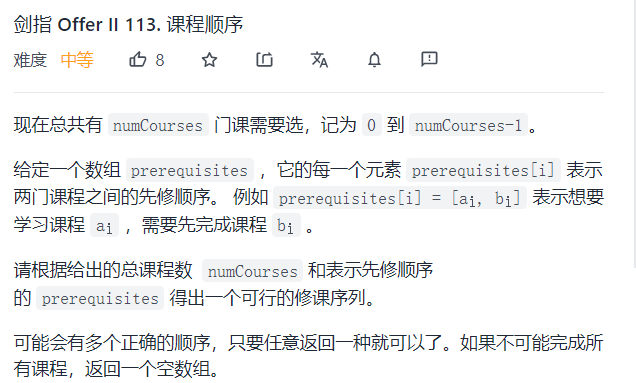 剑指 Offer II 113. 课程顺序
难度 中等 8
现在总共有 numCourses 门课需要选，记为 0 到 numCourses-1。
给定一个数组 prerequisites ，它的每一个元素 prerequisites[i] 表示
两门课程之间的先修顺序。 例如 prerequisites[i] = [ai, bi] 表示想要
学习课程 ai ，需要先完成课程 bi 。
请根据给出的总课程数 numCourses 和表示先修顺序
的 prerequisites 得出一个可行的修课序列。
可能会有多个正确的顺序，只要任意返回一种就可以了。如果不可能完成所
有课程，返回一个空数组。